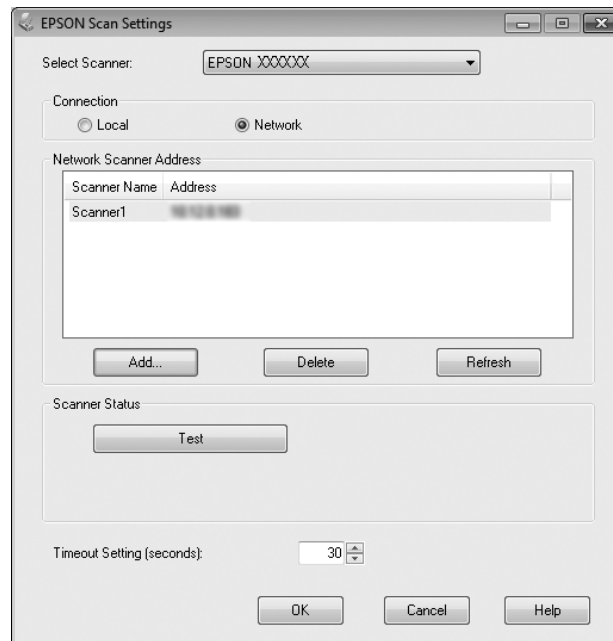 EPSON Scan Settings
Select Scanner: EPSON XXXXXX
Connection
Local Network
Network Scanner Address
Scanner Name Address
Scanner1
Add... Delete Refresh
Scanner Status
Test
Timeout Setting (seconds): 30
OK Cancel Help